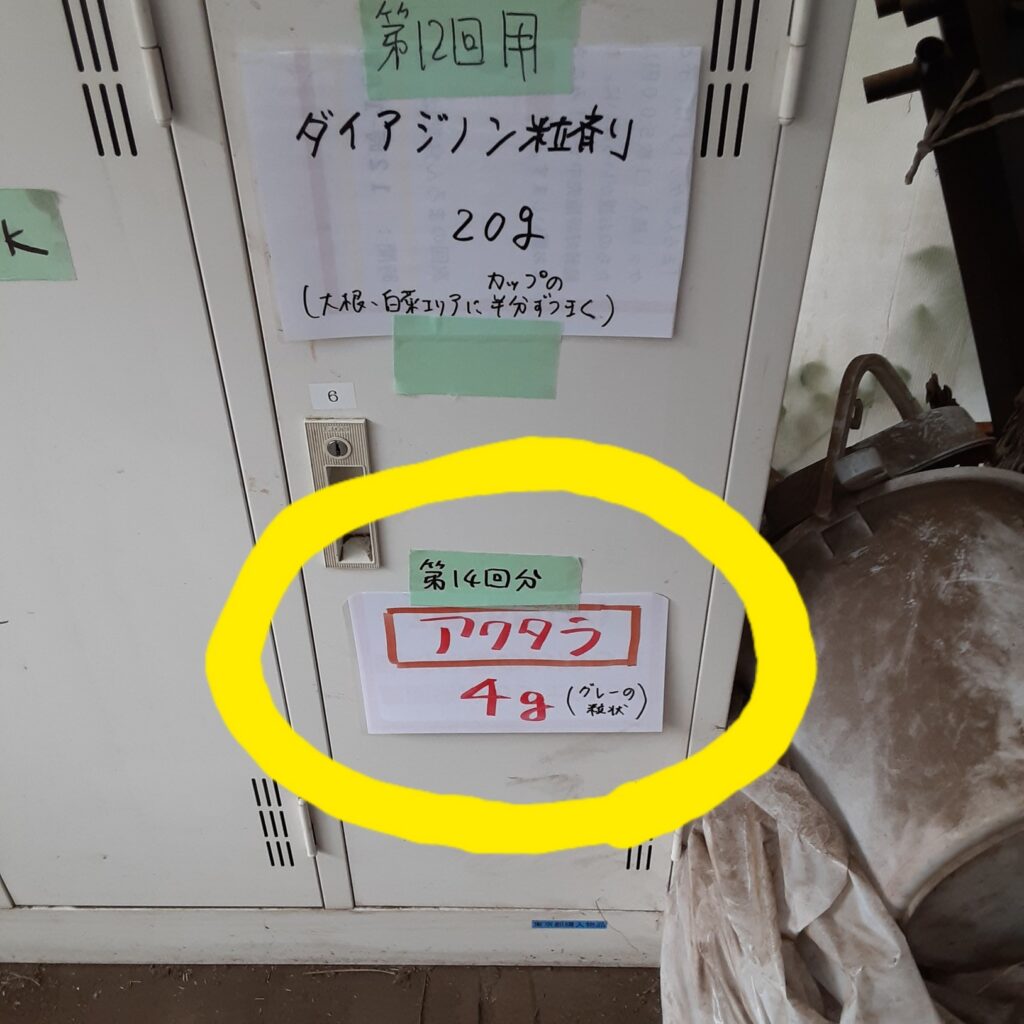 第12回用
ダイアジノン粒剤
20g
(大根、白菜エリアにカップの半分ずつまく)
K
6
第14回分
アクタラ
4g
(グレーの
粒状)